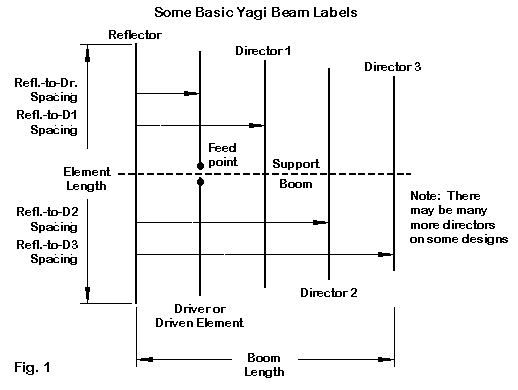 Some Basic Yagi Beam Labels
Reflector
Director 1
Director 3
Refl.-to-Dr.
Spacing
Refl.-to-D1
Spacing
Feed
point
Support
Boom
Element
Length
Note: There
may be many
more directors
on some designs
Refl.-to-D2
Spacing
Refl.-to-D3
Spacing
Director 2
Driver or
Driven Element
Boom
Length
Fig. 1